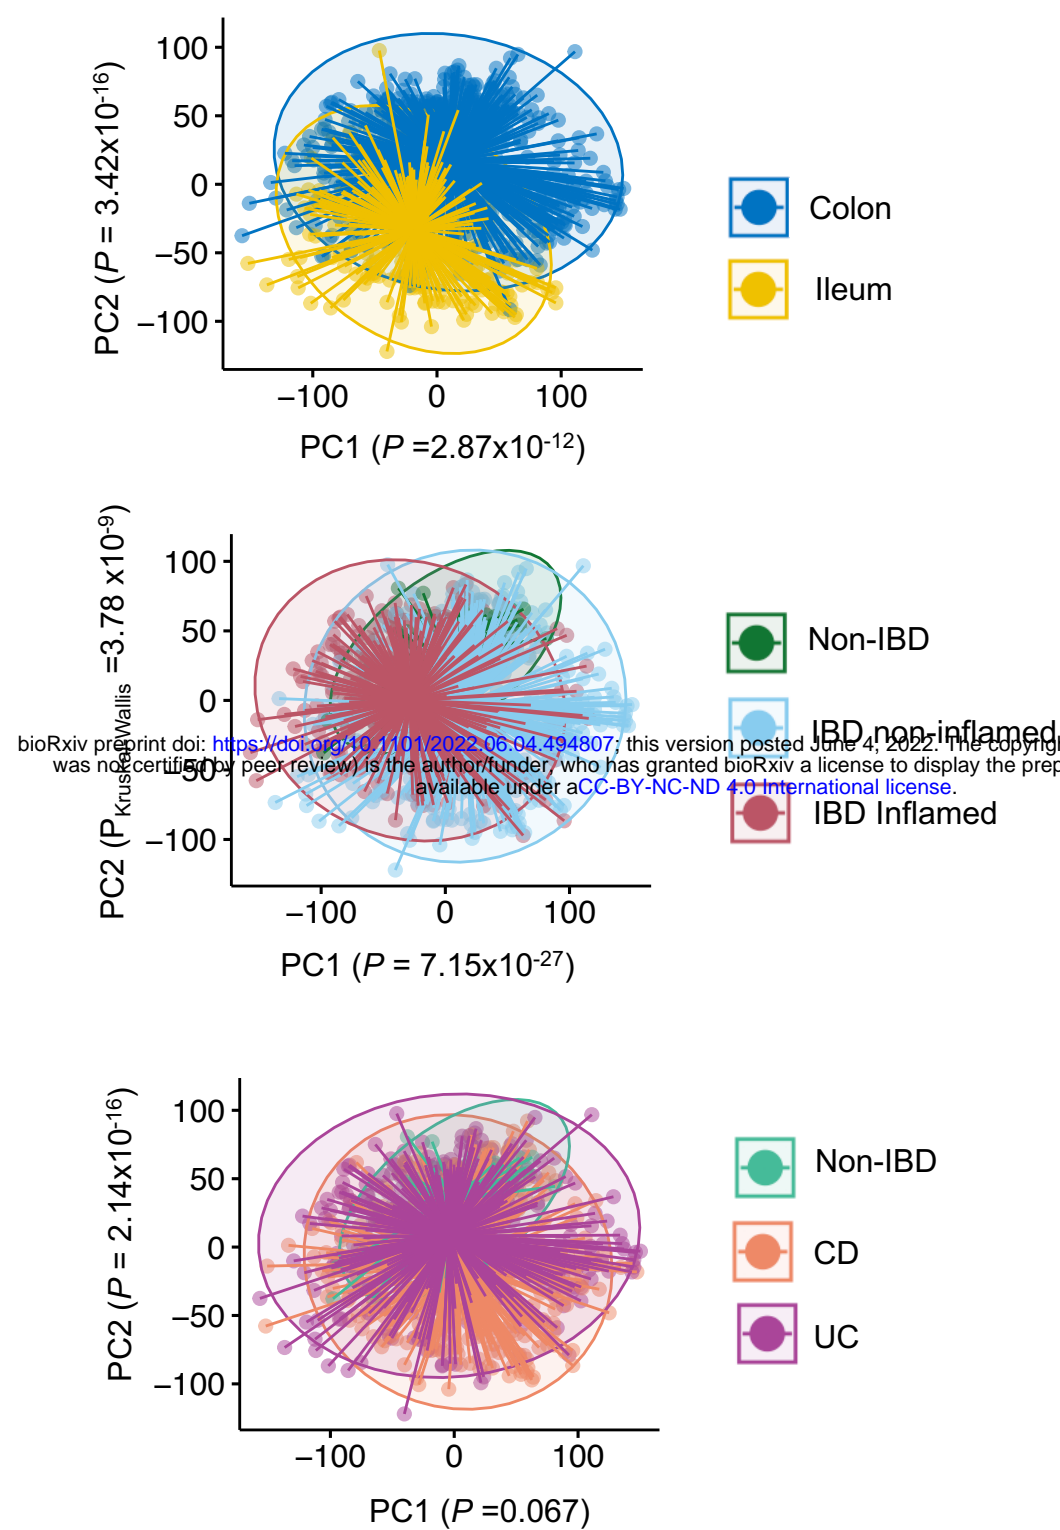 100
50
0
−50
−100
PC2 (P = 3.42x10-16)
−100 0 100
PC1 (P =2.87x10-12)
Colon
Ileum
100
50
0
−50
−100
PC2 (PKruskal-Wallis =3.78 x10-9)
−100 0 100
PC1 (P = 7.15x10-27)
Non-IBD
IBD non-inflamed
IBD Inflamed
bioRxiv preprint doi: https://doi.org/10.1101/2022.06.04.494807; this version posted June 4, 2022. The copyrig
was not certified by peer review) is the author/funder, who has granted bioRxiv a license to display the prep
available under aCC-BY-NC-ND 4.0 International license.
100
50
0
−50
−100
PC2 (P = 2.14x10-16)
−100 0 100
PC1 (P =0.067)
Non-IBD
CD
UC